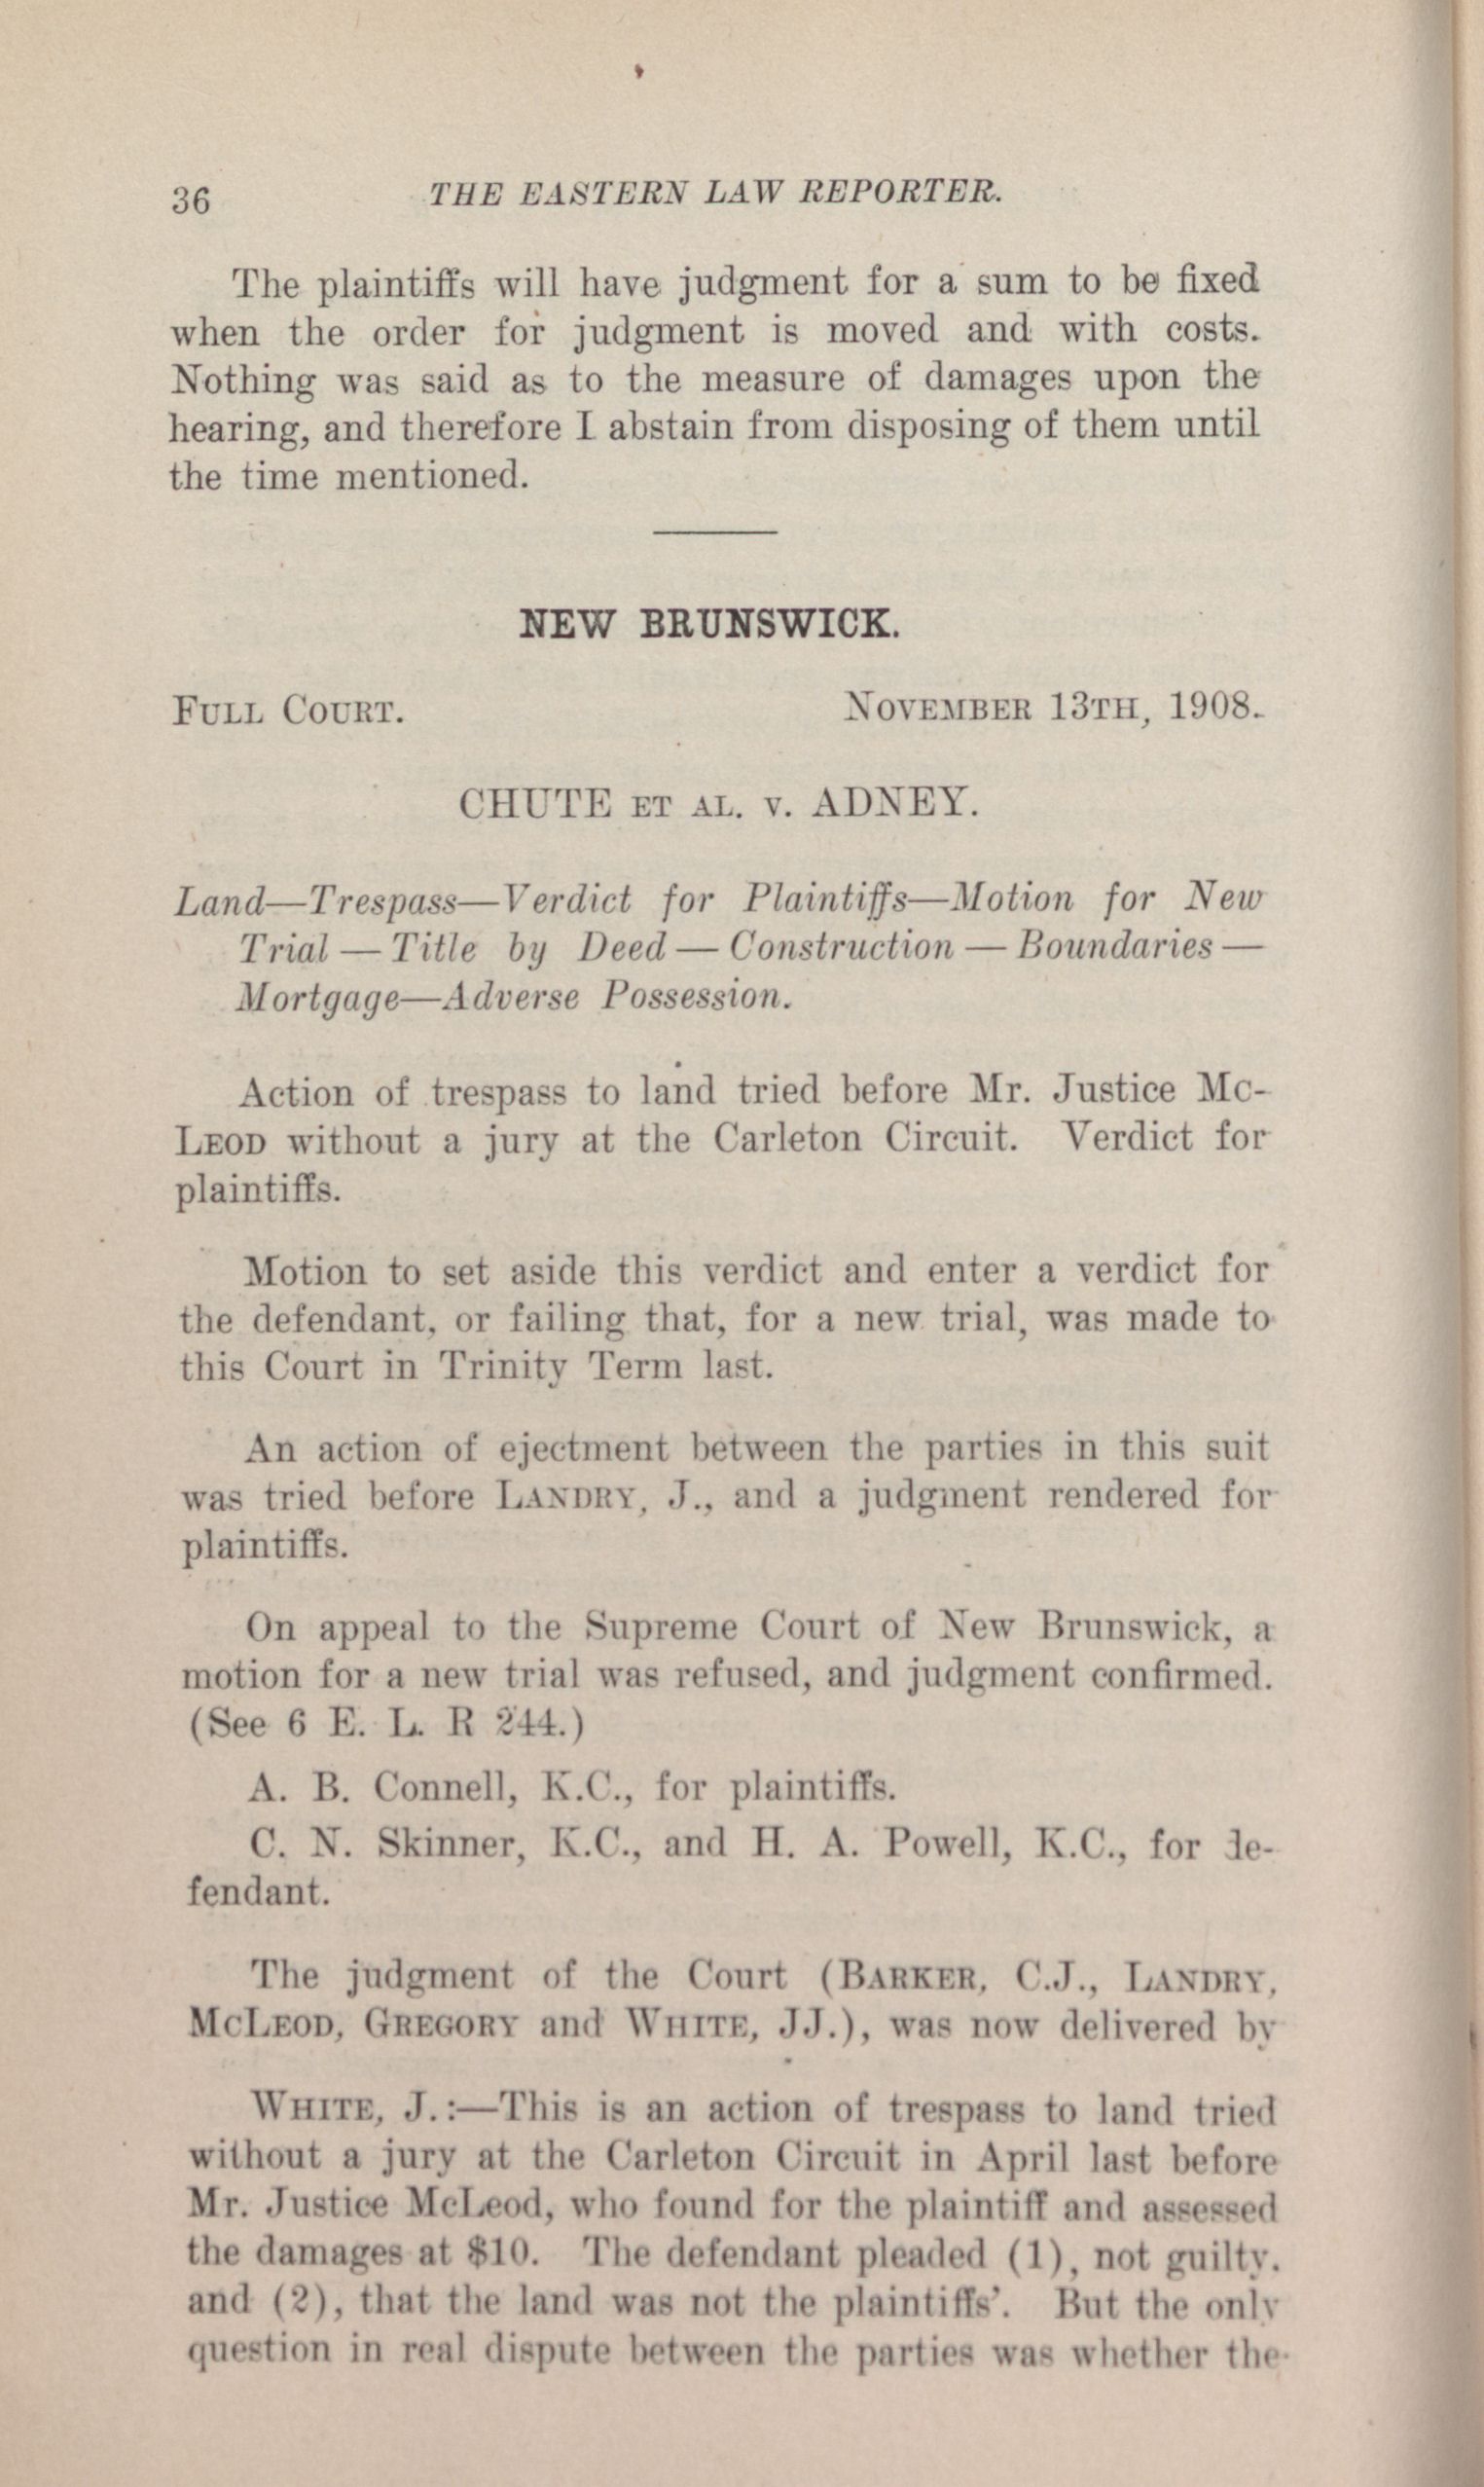 36 THE EASTERN LAW REPORTER.
The plaintiffs will have judgment for a sum to be fixed
when the order for judgment is moved and with costs.
Nothing was said as to the measure of damages upon the
hearing, and therefore I abstain from disposing of them until
the time mentioned.
NEW BRUNSWICK.
FULL COURT. NOVEMBER 13TH, 1908.
CHUTE ET AL. V. ADNEY.
Land—Trespass—Verdict for Plaintiffs—Motion for New
Trial — Title by Deed — Construction — Boundaries —
Mortgage—Adverse Possession.
Action of trespass to land tried before Mr. Justice Mc-
LEOD without a jury at the Carleton Circuit. Verdict for
plaintiffs.
Motion to set aside this verdict and enter a verdict for
the defendant, or failing that, for a new trial, was made to
this Court in Trinity Term last.
An action of ejectment between the parties in this suit
was tried before LANDRY, J., and a judgment rendered for
plaintiffs.
On appeal to the Supreme Court of New Brunswick, a
motion for a new trial was refused, and judgment confirmed.
(See 6 E. L. R 244.)
A. B. Connell, K.C., for plaintiffs.
C. N. Skinner, K.C., and H. A. Powell, K.C., for de-
fendant.
The judgment of the Court (BARKER, C.J., LANDRY,
MCLEOD, GREGORY and WHITE, JJ.), was now delivered by
WHITE, J.:—This is an action of trespass to land tried
without a jury at the Carleton Circuit in April last before
Mr. Justice McLeod, who found for the plaintiff and assessed
the damages at $10. The defendant pleaded (1), not guilty.
and (2), that the land was not the plaintiffs'. But the only
question in real dispute between the parties was whether the